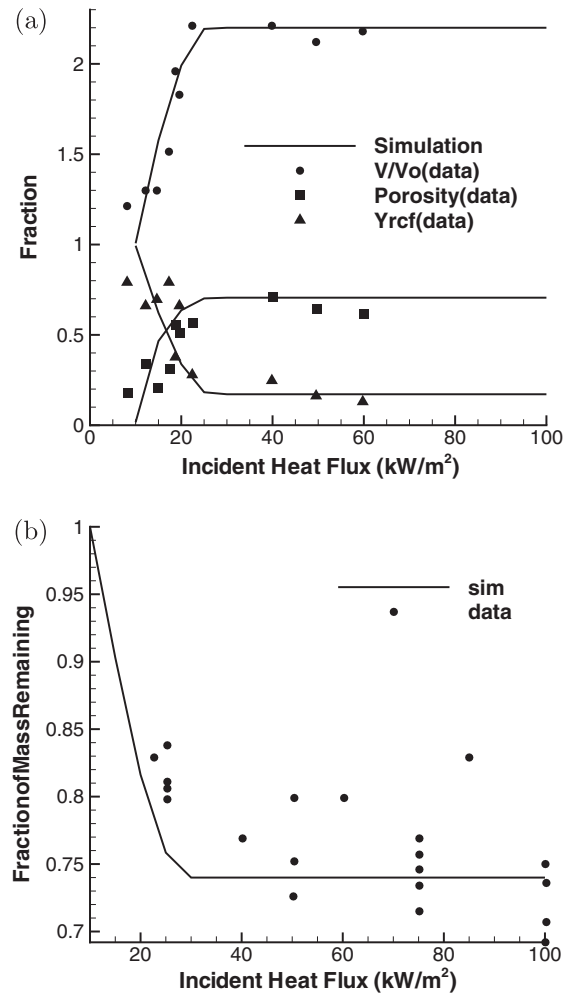 (a)
2
1.5
1
0.5
0
Fraction
Simulation
V/Vo(data)
Porosity(data)
Yrcf(data)
0 20 40 60 80 100
Incident Heat Flux (kW/m²)
(b)
1
0.95
0.9
0.85
0.8
0.75
0.7
FractionofMassRemaining
sim
data
20 40 60 80 100
Incident Heat Flux (kW/m²)